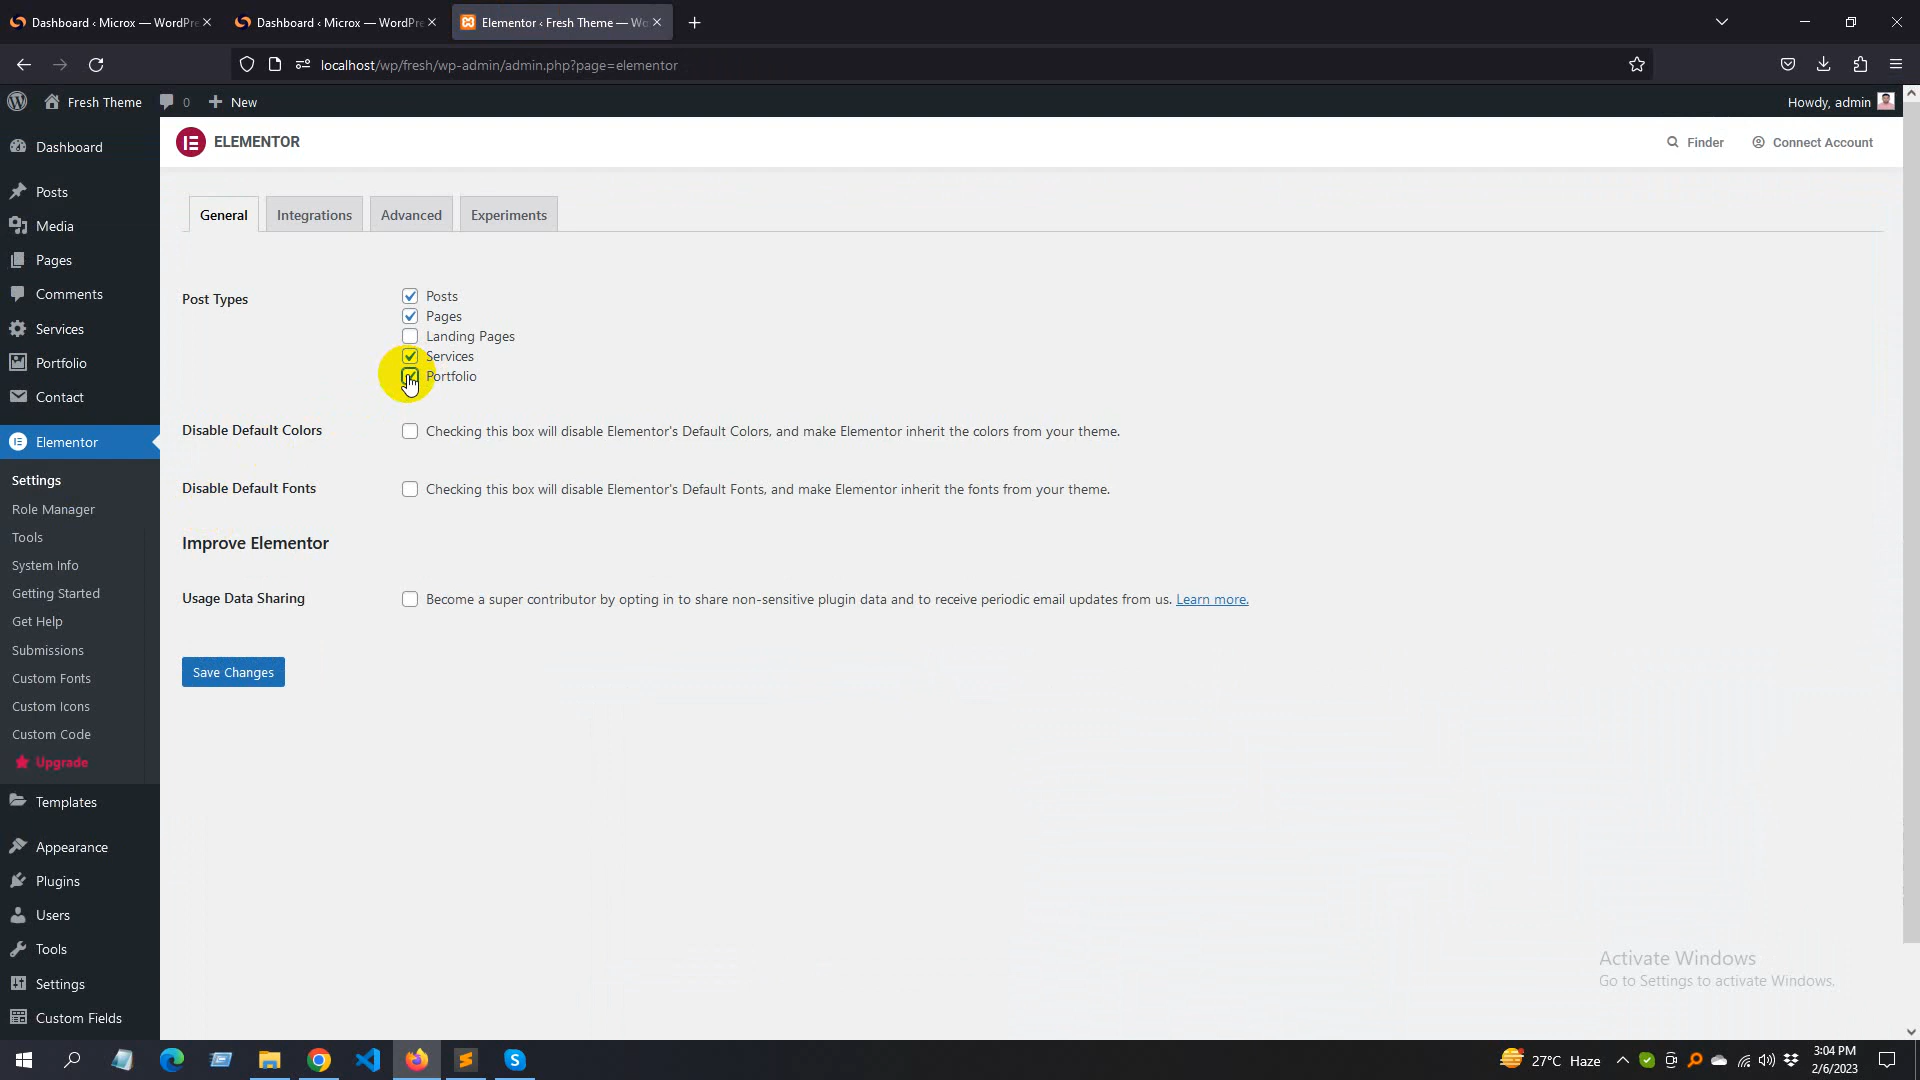 Dashboard ‹ Microx — WordPre
Dashboard ‹ Microx — WordPre
Elementor ‹ Fresh Theme — Wo
localhost/wp/fresh/wp-admin/admin.php?page=elementor
Fresh Theme
0
New
Howdy, admin
Dashboard
Posts
Media
Pages
Comments
Services
Portfolio
Contact
Elementor
Settings
Role Manager
Tools
System Info
Getting Started
Get Help
Submissions
Custom Fonts
Custom Icons
Custom Code
Upgrade
Templates
Appearance
Plugins
Users
Tools
Settings
Custom Fields
ELEMENTOR
Finder
Connect Account
General
Integrations
Advanced
Experiments
Post Types
Posts
Pages
Landing Pages
Services
Portfolio
Disable Default Colors
Checking this box will disable Elementor's Default Colors, and make Elementor inherit the colors from your theme.
Disable Default Fonts
Checking this box will disable Elementor's Default Fonts, and make Elementor inherit the fonts from your theme.
Improve Elementor
Usage Data Sharing
Become a super contributor by opting in to share non-sensitive plugin data and to receive periodic email updates from us. Learn more.
Save Changes
Activate Windows
Go to Settings to activate Windows.
27°C Haze
3:04 PM
2/6/2023